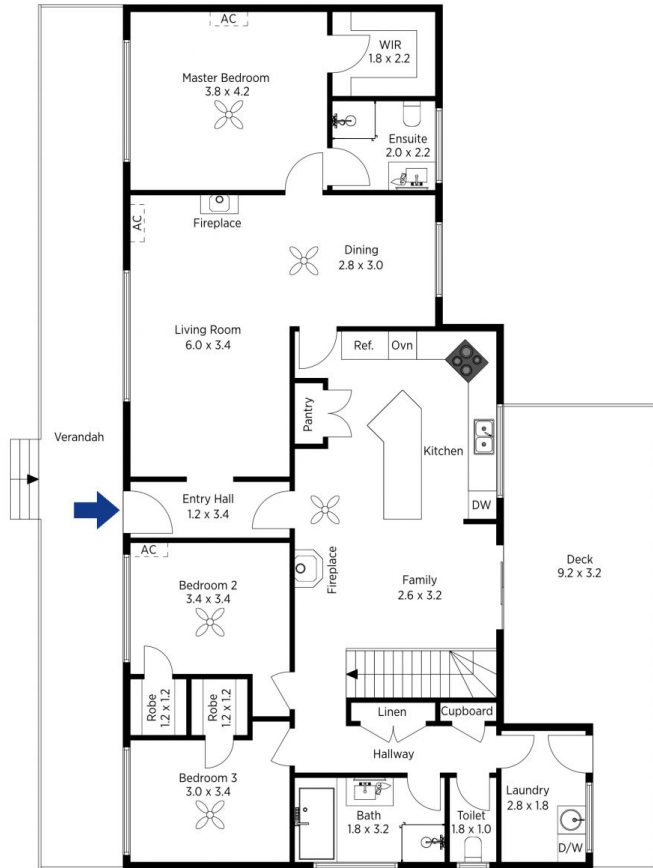 AC
WIR
1.8 x 2.2
Master Bedroom
3.8 x 4.2
Ensuite
2.0 x 2.2
AC
Fireplace
Dining
2.8 x 3.0
Living Room
6.0 x 3.4
Ref.
Ovn
Pantry
Kitchen
Verandah
Entry Hall
1.2 x 3.4
DW
AC
Bedroom 2
3.4 x 3.4
Fireplace
Family
2.6 x 3.2
Deck
9.2 x 3.2
Robe
1.2 x 1.2
Robe
1.2 x 1.2
Linen
Cupboard
Hallway
Bedroom 3
3.0 x 3.4
Bath
1.8 x 3.2
Toilet
1.8 x 1.0
Laundry
2.8 x 1.8
D/W